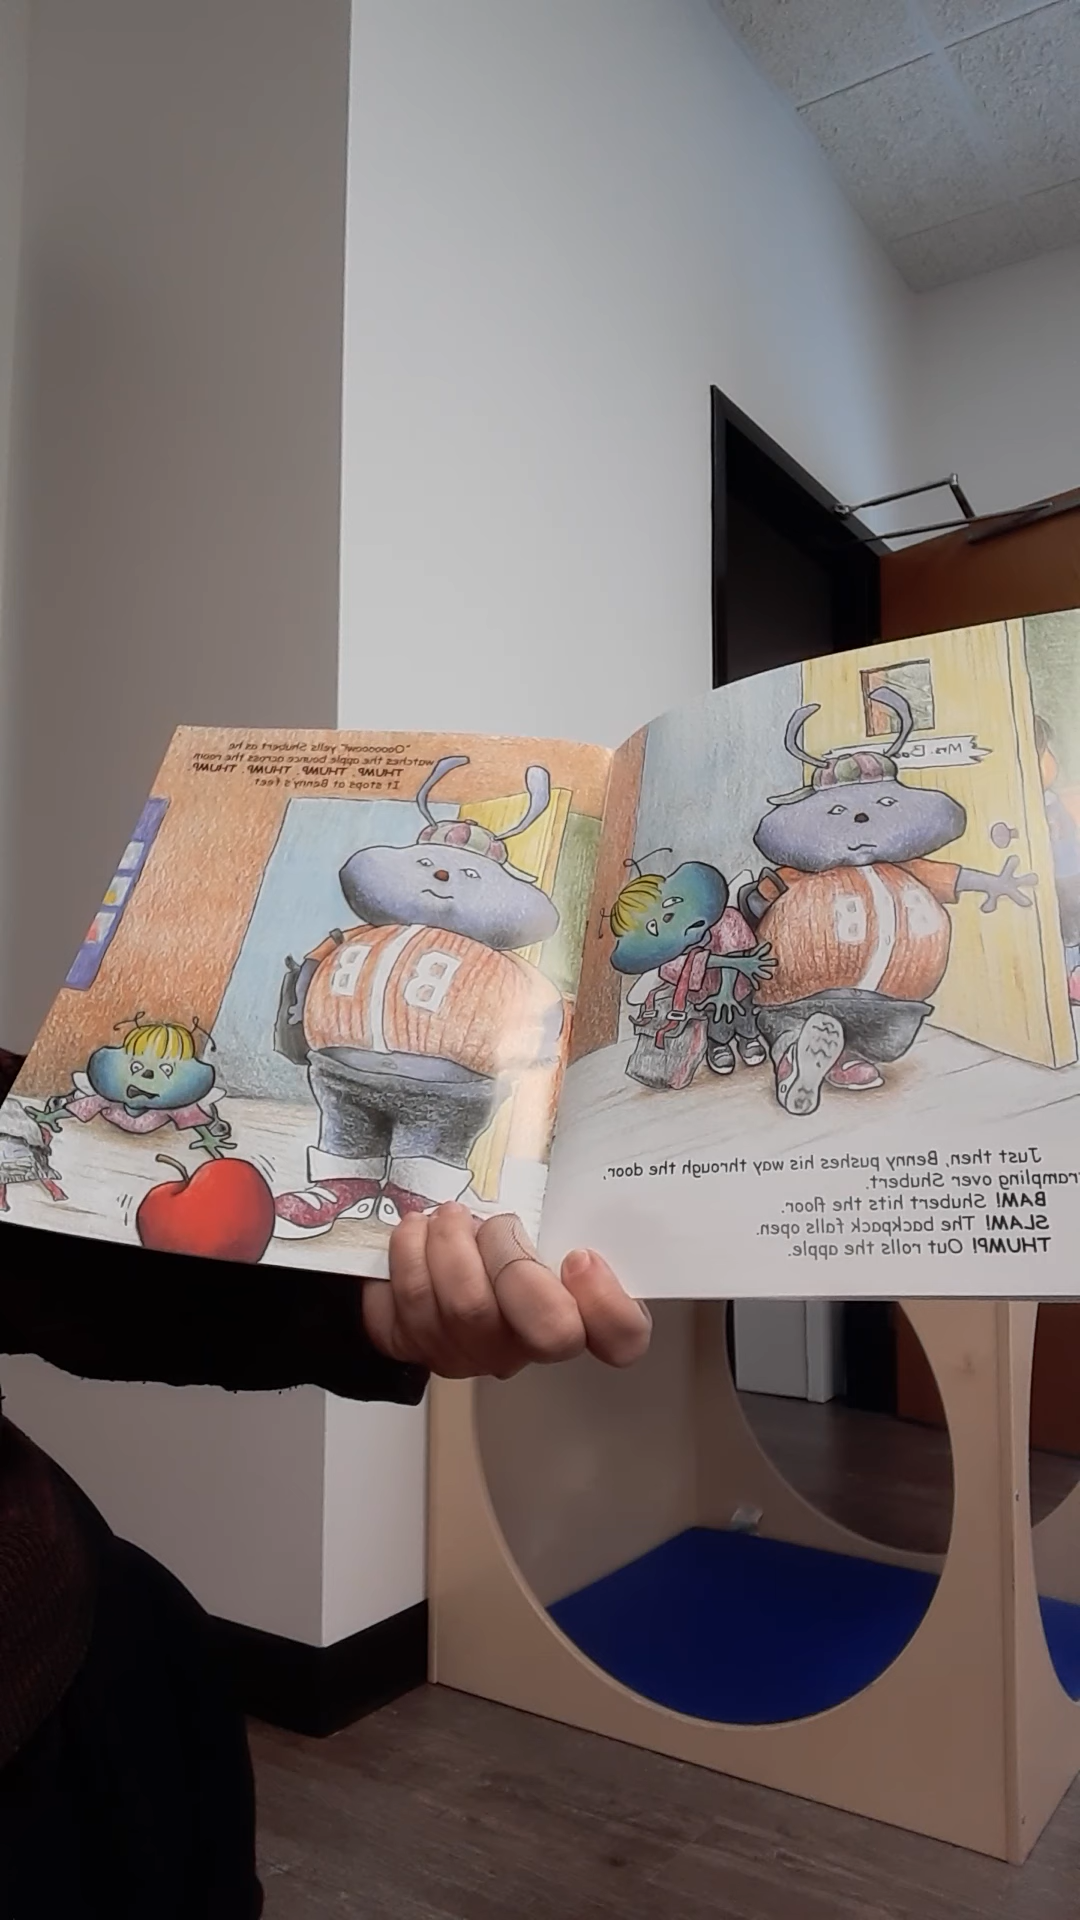 Just then, Benny pushes his way through the door,
trampling over Shubert.
BAM! Shubert hits the floor.
SLAM! The backpack falls open.
THUMP! Out rolls the apple.
"Ooooooow!" yells Shubert as he
watches the apple bounce across the room
THUMP, THUMP, THUMP, THUMP.
It stops at Benny's feet.
Mrs.
B B
B B